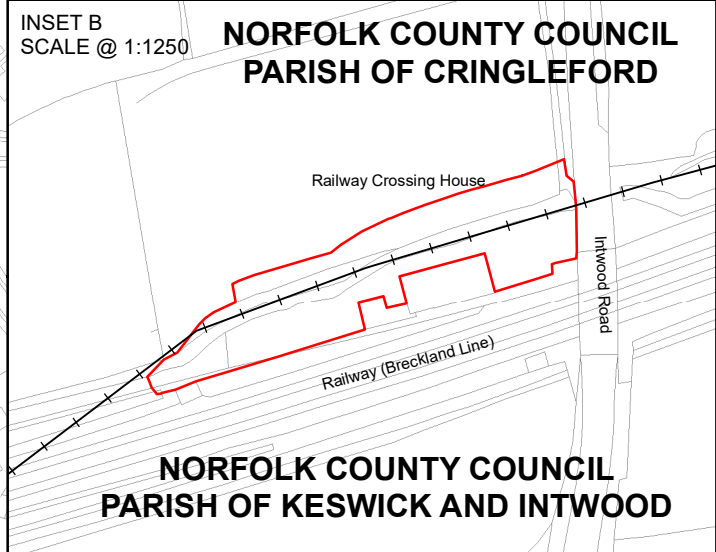 INSET B
SCALE @ 1:1250
NORFOLK COUNTY COUNCIL
PARISH OF CRINGLEFORD
Railway Crossing House
Intwood Road
Railway (Breckland Line)
NORFOLK COUNTY COUNCIL
PARISH OF KESWICK AND INTWOOD